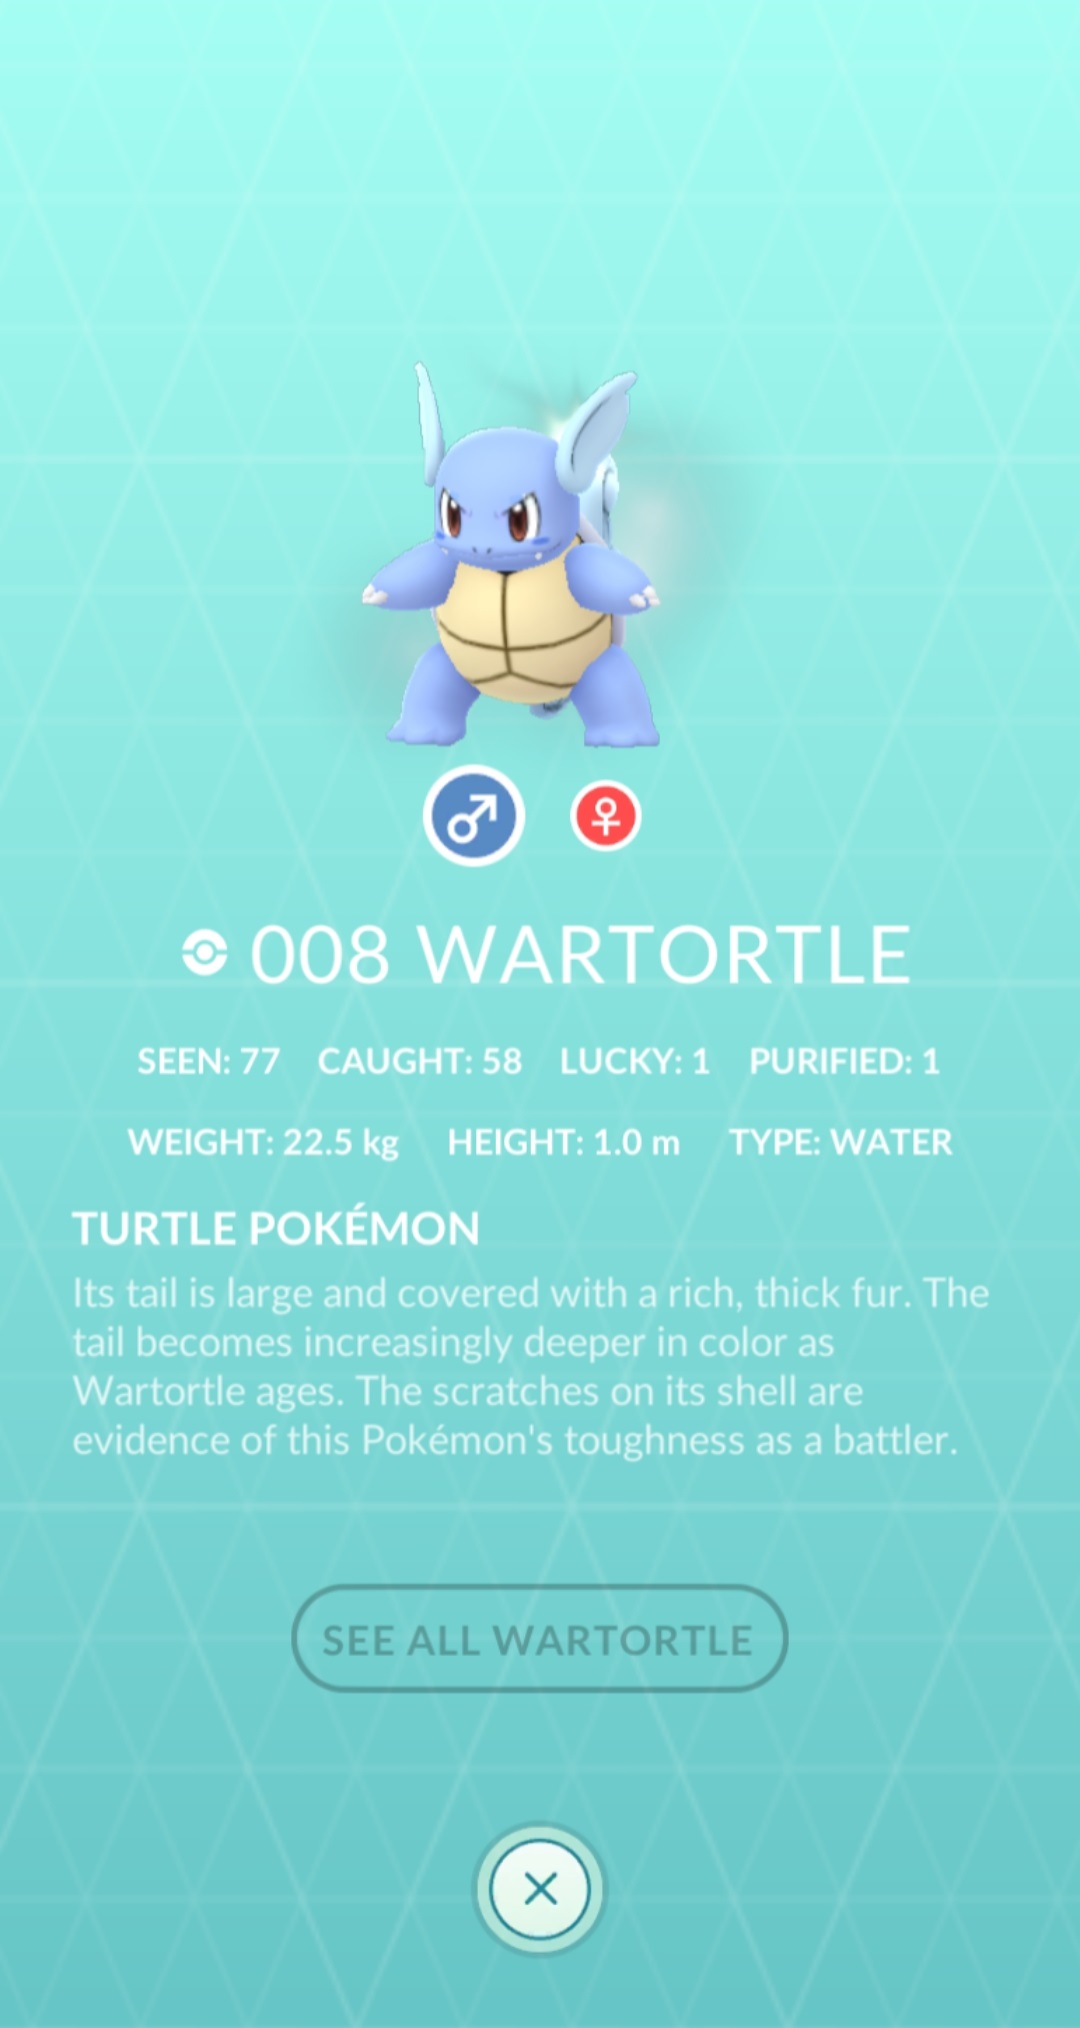 008 WARTORTLE
SEEN: 77 CAUGHT: 58 LUCKY: 1 PURIFIED: 1
WEIGHT: 22.5 kg HEIGHT: 1.0 m TYPE: WATER
TURTLE POKÉMON
Its tail is large and covered with a rich, thick fur. The
tail becomes increasingly deeper in color as
Wartortle ages. The scratches on its shell are
evidence of this Pokémon's toughness as a battler.
SEE ALL WARTORTLE